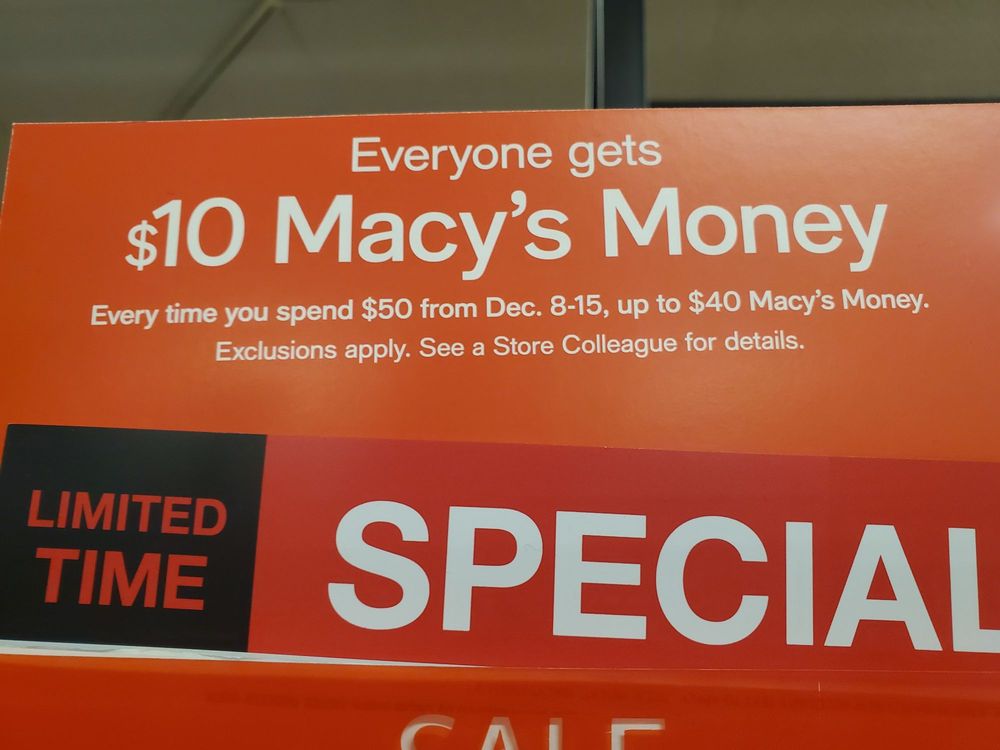 Everyone gets
$10 Macy's Money
Every time you spend $50 from Dec. 8-15, up to $40 Macy's Money.
Exclusions apply. See a Store Colleague for details.
LIMITED
TIME
SPECIAL
SALE